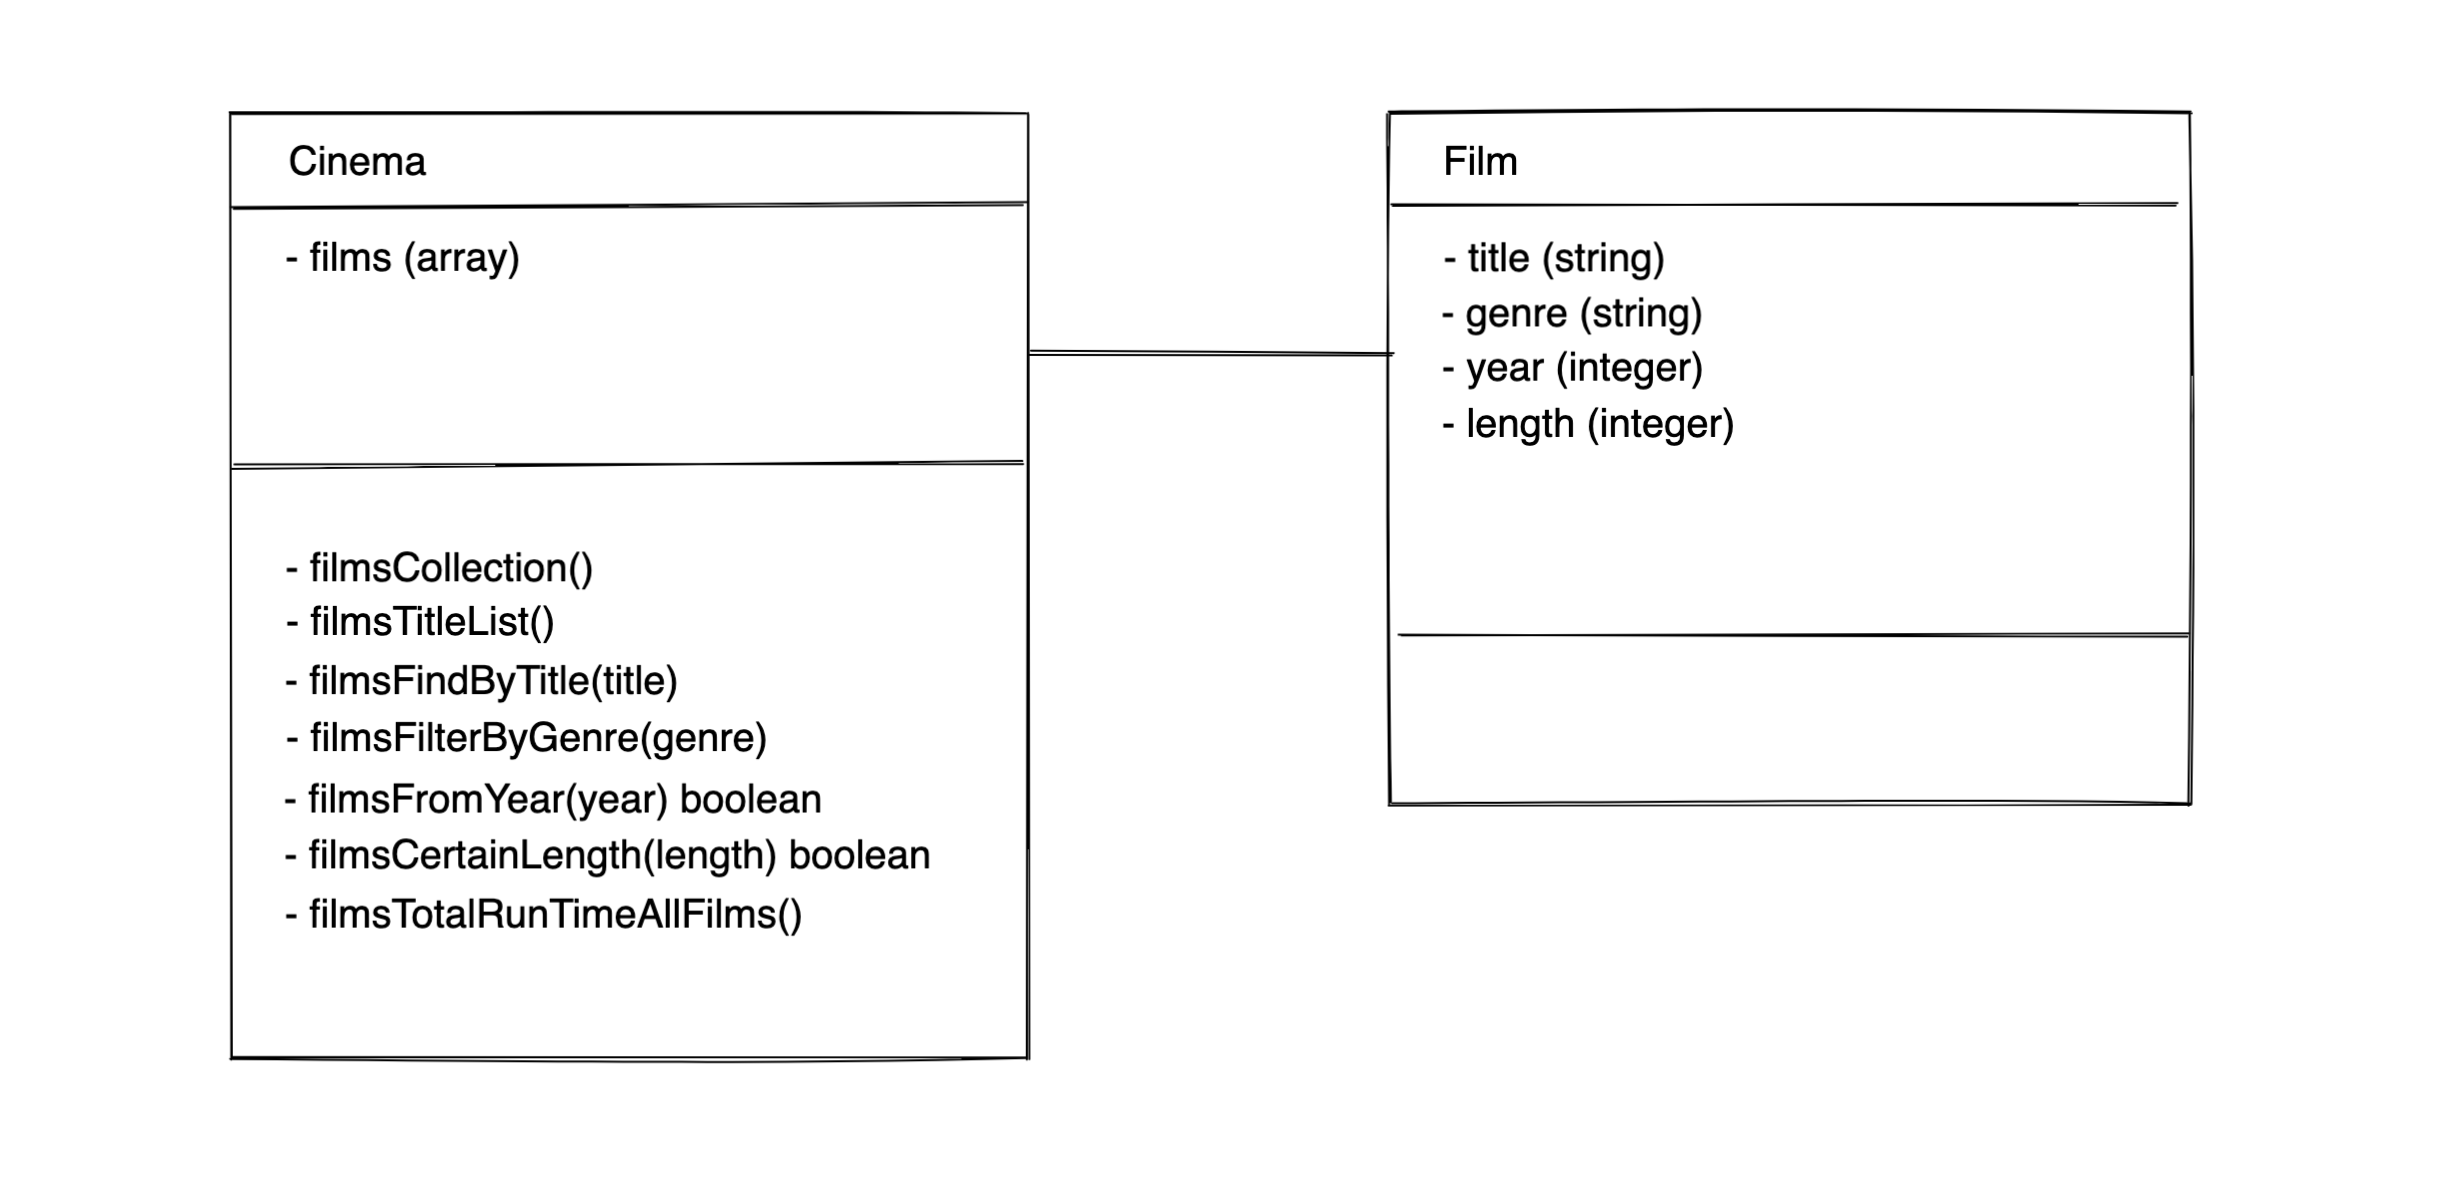 Cinema
- films (array)
- filmsCollection()
- filmsTitleList()
- filmsFindByTitle(title)
- filmsFilterByGenre(genre)
- filmsFromYear(year) boolean
- filmsCertainLength(length) boolean
- filmsTotalRunTimeAllFilms()
Film
- title (string)
- genre (string)
- year (integer)
- length (integer)